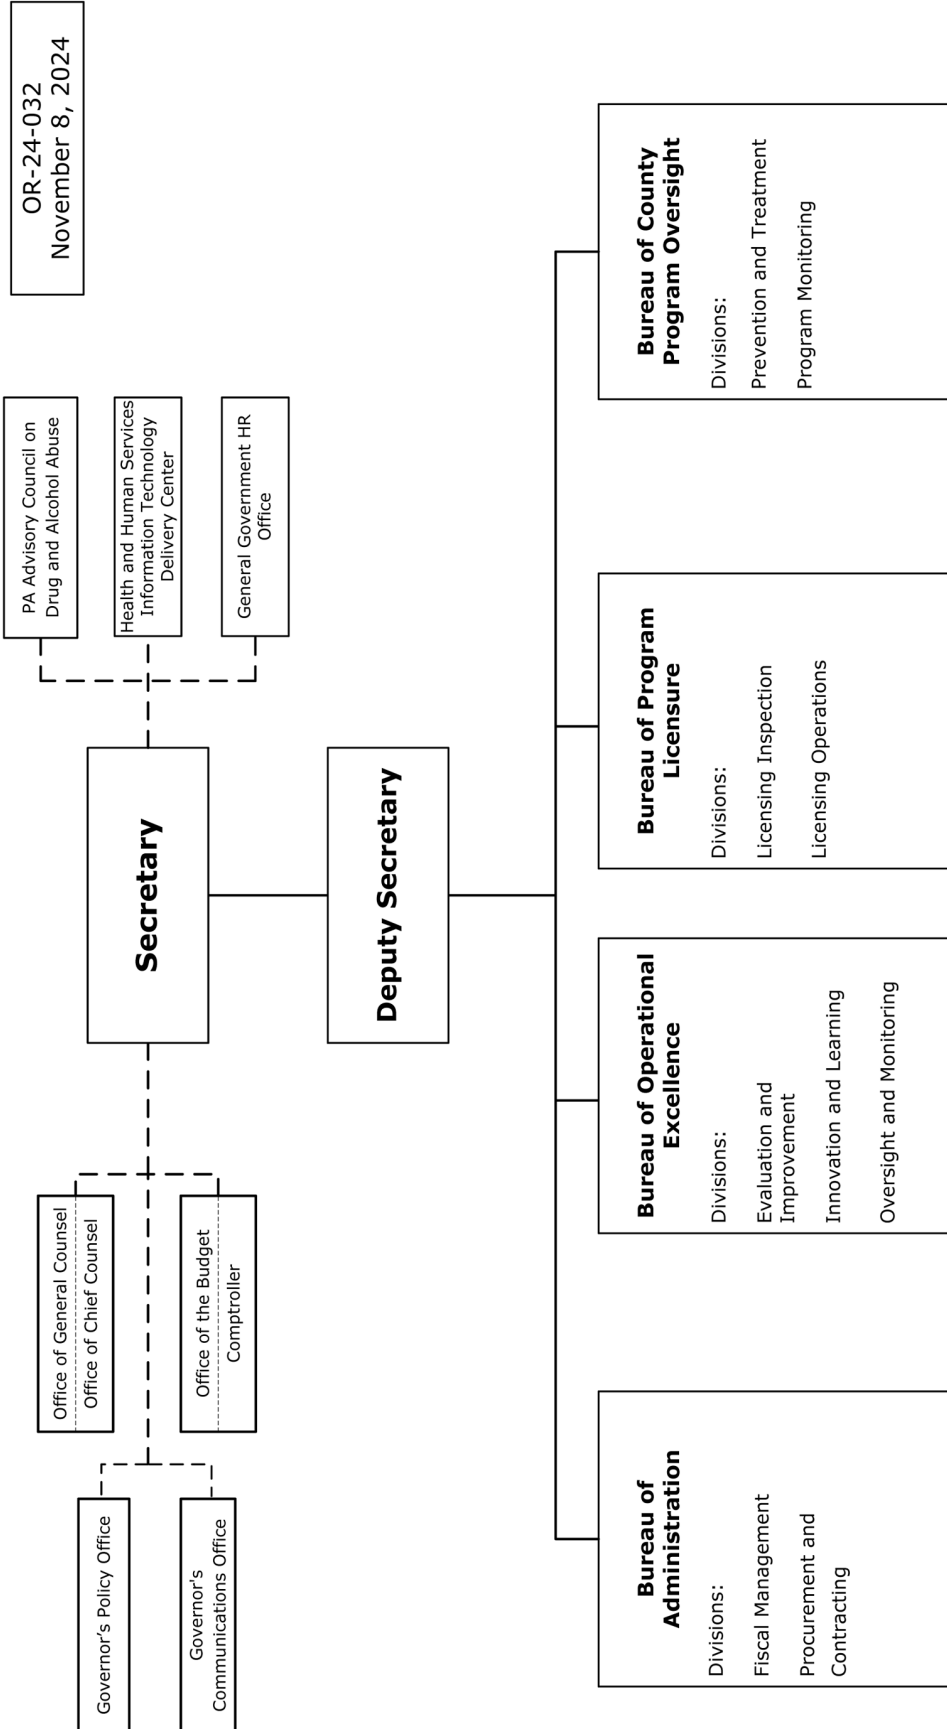 OR-24-032
November 8, 2024
PA Advisory Council on
Drug and Alcohol Abuse
Health and Human Services
Information Technology
Delivery Center
General Government HR
Office
Secretary
Deputy Secretary
Office of General Counsel
Office of Chief Counsel
Office of the Budget
Comptroller
Governor’s Policy Office
Governor's
Communications Office
Bureau of
Administration
Divisions:
Fiscal Management
Procurement and
Contracting
Bureau of Operational
Excellence
Divisions:
Evaluation and
Improvement
Innovation and Learning
Oversight and Monitoring
Bureau of Program
Licensure
Divisions:
Licensing Inspection
Licensing Operations
Bureau of County
Program Oversight
Divisions:
Prevention and Treatment
Program Monitoring